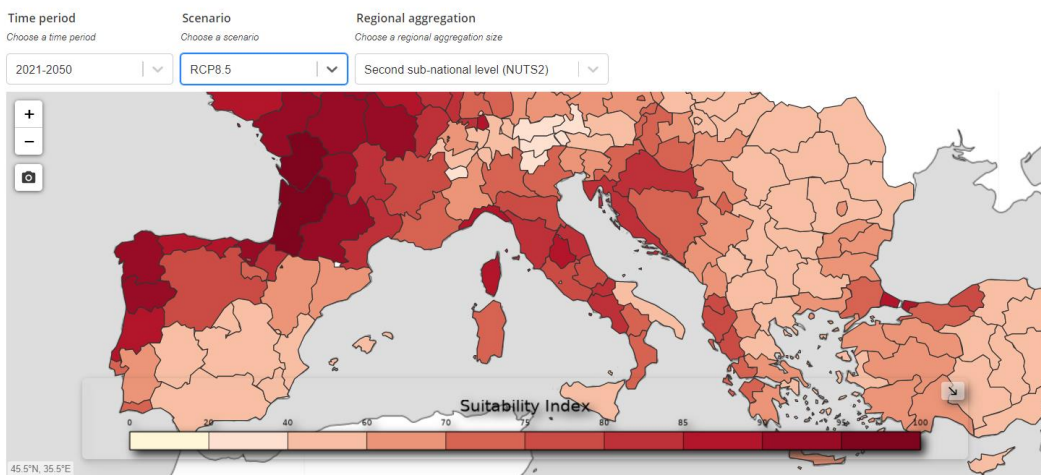 Time period Scenario Regional aggregation
Choose a time period Choose a scenario Choose a regional aggregation size
2021-2050 RCP8.5 Second sub-national level (NUTS2)
+
−
Suitability Index
0 20 40 60 70 75 80 85 90 95 100
45.5°N, 35.5°E